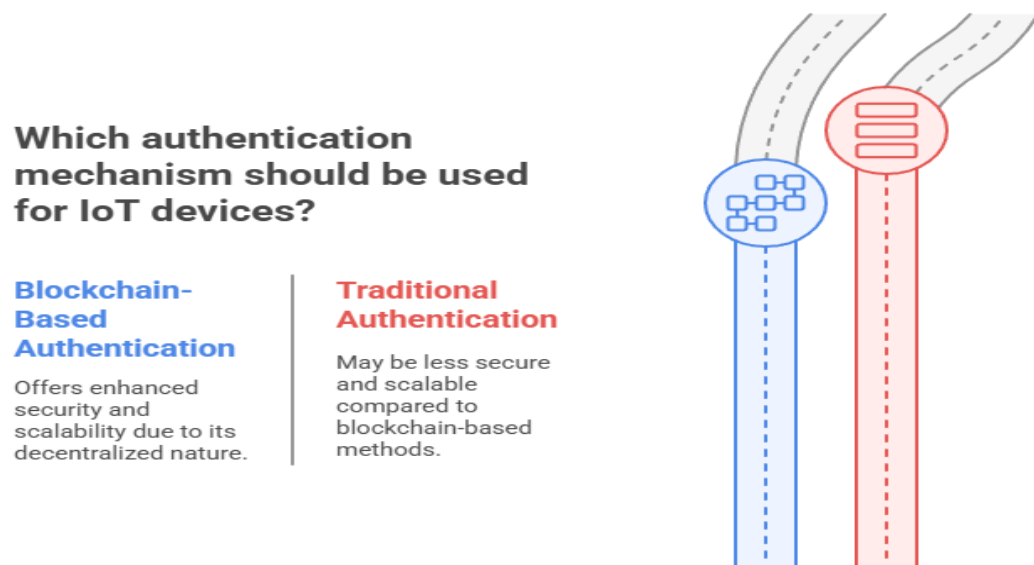 Which authentication
mechanism should be used
for IoT devices?
Blockchain-
Based
Authentication
Offers enhanced
security and
scalability due to its
decentralized nature.
Traditional
Authentication
May be less secure
and scalable
compared to
blockchain-based
methods.